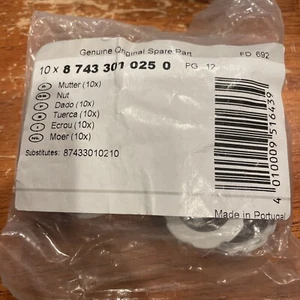 Genuine Original Spare Part FD 692
10 x 8 743 301 025 0 PG 12
Mutter (10x)
Nut
Dado (10x)
Tuerca (10x)
Ecrou (10x)
Moer (10x)
Substitutes: 87433010210
4 010009 516439
Made in Portugal